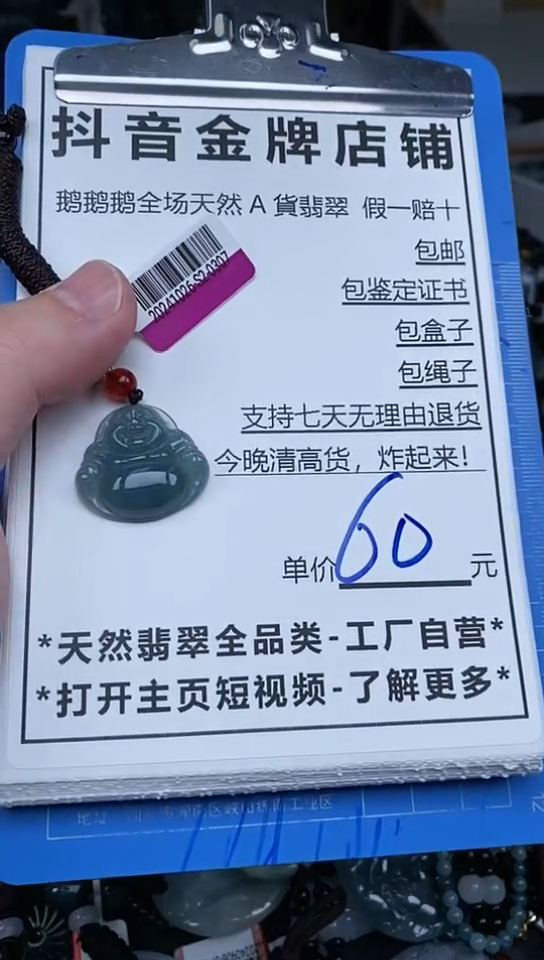 抖音金牌店铺
鹅鹅鹅全场天然 A 貨翡翠 假一赔十
包邮
20241026-S2-0307
包鉴定证书
包盒子
包绳子
支持七天无理由退货
今晚清高货，炸起来！
单价60元
*天然翡翠全品类-工厂自营*
*打开主页短视频-了解更多*